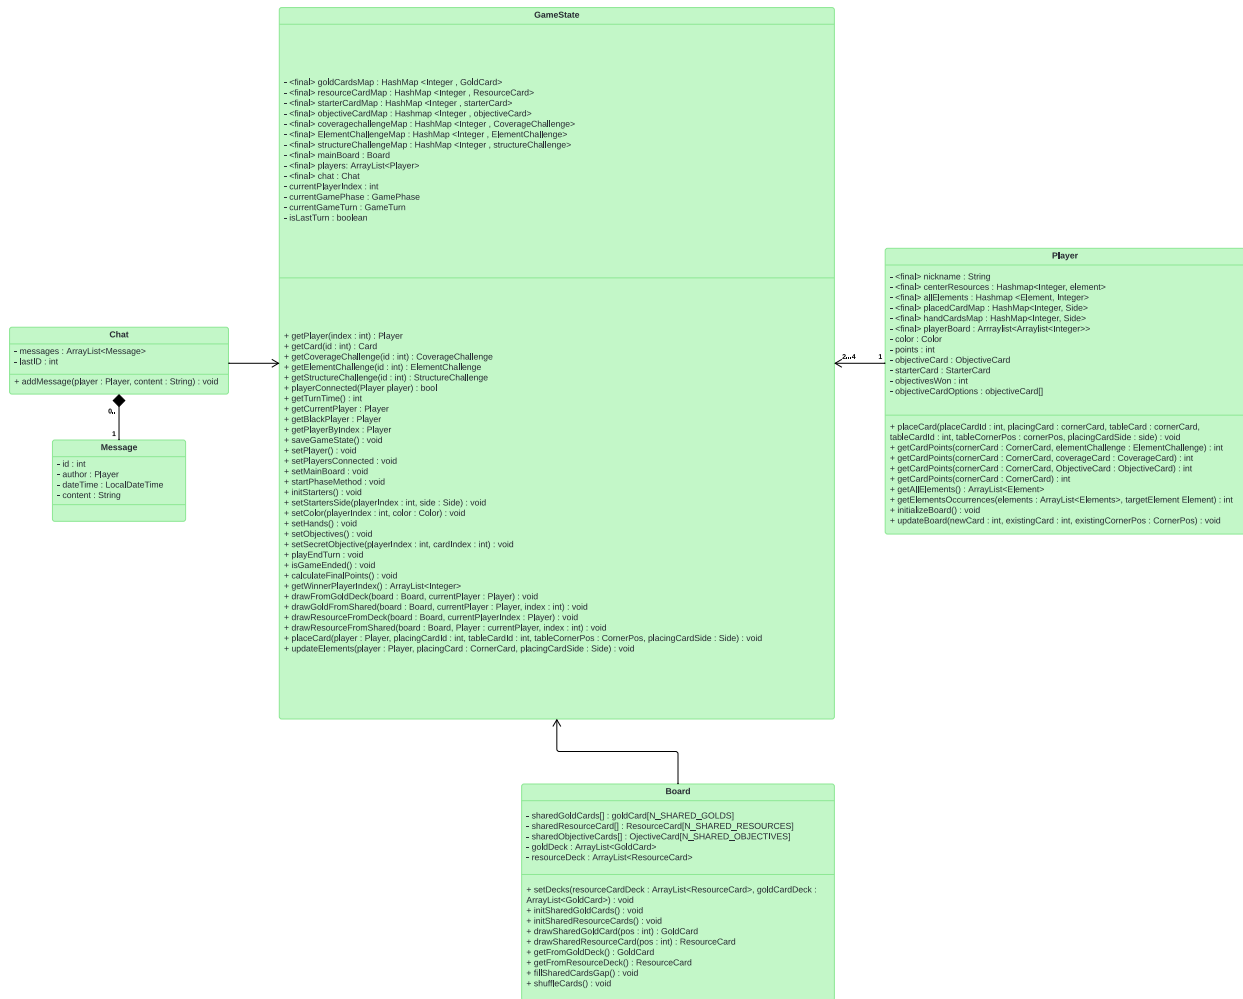 GameState
- <final> goldCardsMap : HashMap <Integer , GoldCard>
- <final> resourceCardMap : HashMap <Integer , ResourceCard>
- <final> starterCardMap : HashMap <Integer , starterCard>
- <final> objectiveCardMap : Hashmap <Integer , objectiveCard>
- <final> coveragechallengeMap : HashMap <Integer , CoverageChallenge>
- <final> ElementChallengeMap : HashMap <Integer , ElementChallenge>
- <final> structureChallengeMap : HashMap <Integer , structureChallenge>
- <final> mainBoard : Board
- <final> players: ArrayList<Player>
- <final> chat : Chat
- currentPlayerIndex : int
- currentGamePhase : GamePhase
- currentGameTurn : GameTurn
- isLastTurn : boolean
+ getPlayer(index : int) : Player
+ getCard(id : int) : Card
+ getCoverageChallenge(id : int) : CoverageChallenge
+ getElementChallenge(id : int) : ElementChallenge
+ getStructureChallenge(id : int) : StructureChallenge
+ playerConnected(Player player) : bool
+ getTurnTime() : int
+ getCurrentPlayer : Player
+ getBlackPlayer : Player
+ getPlayerByIndex : Player
+ saveGameState() : void
+ setPlayer() : void
+ setPlayersConnected : void
+ setMainBoard : void
+ startPhaseMethod : void
+ initStarters() : void
+ setStartersSide(playerIndex : int, side : Side) : void
+ setColor(playerIndex : int, color : Color) : void
+ setHands() : void
+ setObjectives() : void
+ setSecretObjective(playerIndex : int, cardIndex : int) : void
+ playEndTurn : void
+ isGameEnded() : void
+ calculateFinalPoints() : void
+ getWinnerPlayerIndex() : ArrayList<Integer>
+ drawFromGoldDeck(board : Board, currentPlayer : Player) : void
+ drawGoldFromShared(board : Board, currentPlayer : Player, index : int) : void
+ drawResourceFromDeck(board : Board, currentPlayerIndex : Player) : void
+ drawResourceFromShared(board : Board, Player : currentPlayer, index : int) : void
+ placeCard(player : Player, placingCardId : int, tableCardId : int, tableCornerPos : CornerPos, placingCardSide : Side) : void
+ updateElements(player : Player, placingCard : CornerCard, placingCardSide : Side) : void
Chat
- messages : ArrayList<Message>
- lastID : int
+ addMessage(player : Player, content : String) : void
0..
1
Message
- id : int
- author : Player
- dateTime : LocalDateTime
- content : String
2...4
1
Player
- <final> nickname : String
- <final> centerResources : Hashmap<Integer, element>
- <final> allElements : Hashmap <Element, Integer>
- <final> placedCardMap : HashMap<Integer, Side>
- <final> handCardsMap : HashMap<Integer, Side>
- <final> playerBoard : Arrraylist<Arraylist<Integer>>
- color : Color
- points : int
- objectiveCard : ObjectiveCard
- starterCard : StarterCard
- objectivesWon : int
- objectiveCardOptions : objectiveCard[]
+ placeCard(placeCardId : int, placingCard : cornerCard, tableCard : cornerCard,
tableCardId : int, tableCornerPos : cornerPos, placingCardSide : side) : void
+ getCardPoints(cornerCard : CornerCard, elementChallenge : ElementChallenge) : int
+ getCardPoints(cornerCard : CornerCard, coverageCard : CoverageCard) : int
+ getCardPoints(cornerCard : CornerCard, ObjectiveCard : ObjectiveCard) : int
+ getCardPoints(cornerCard : CornerCard) : int
+ getAllElements() : ArrayList<Element>
+ getElementsOccurrences(elements : ArrayList<Elements>, targetElement Element) : int
+ initializeBoard() : void
+ updateBoard(newCard : int, existingCard : int, existingCornerPos : CornerPos) : void
Board
- sharedGoldCards[] : goldCard[N_SHARED_GOLDS]
- sharedResourceCard[] : ResourceCard[N_SHARED_RESOURCES]
- sharedObjectiveCards[] : OjectiveCard[N_SHARED_OBJECTIVES]
- goldDeck : ArrayList<GoldCard>
- resourceDeck : ArrayList<ResourceCard>
+ setDecks(resourceCardDeck : ArrayList<ResourceCard>, goldCardDeck :
ArrayList<GoldCard>) : void
+ initSharedGoldCards() : void
+ initSharedResourceCards() : void
+ drawSharedGoldCard(pos : int) : GoldCard
+ drawSharedResourceCard(pos : int) : ResourceCard
+ getFromGoldDeck() : GoldCard
+ getFromResourceDeck() : ResourceCard
+ fillSharedCardsGap() : void
+ shuffleCards() : void